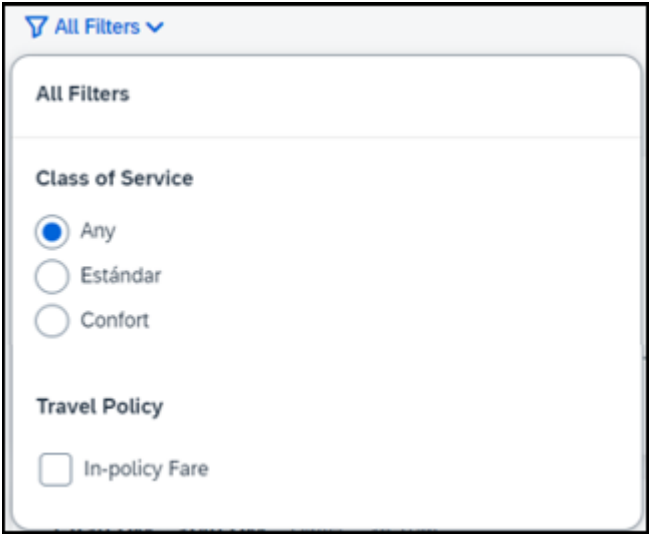 All Filters
All Filters
Class of Service
Any
Estándar
Confort
Travel Policy
In-policy Fare